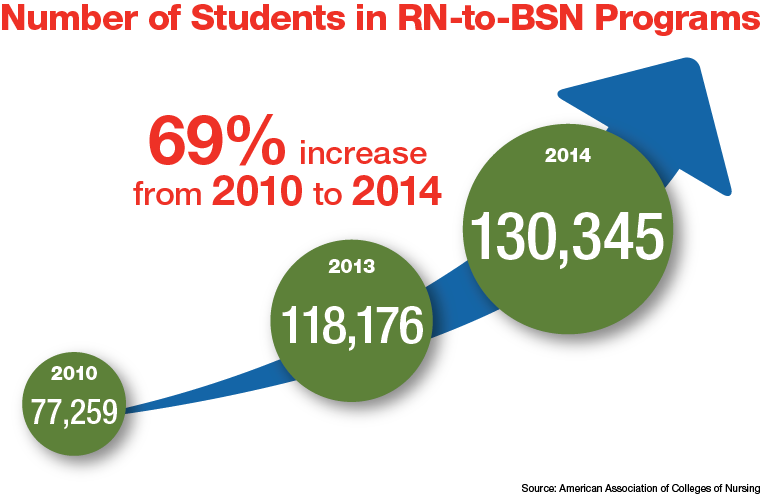 Number of Students in RN-to-BSN Programs
69% increase
from 2010 to 2014
2014
130,345
2013
118,176
2010
77,259
Source: American Association of Colleges of Nursing